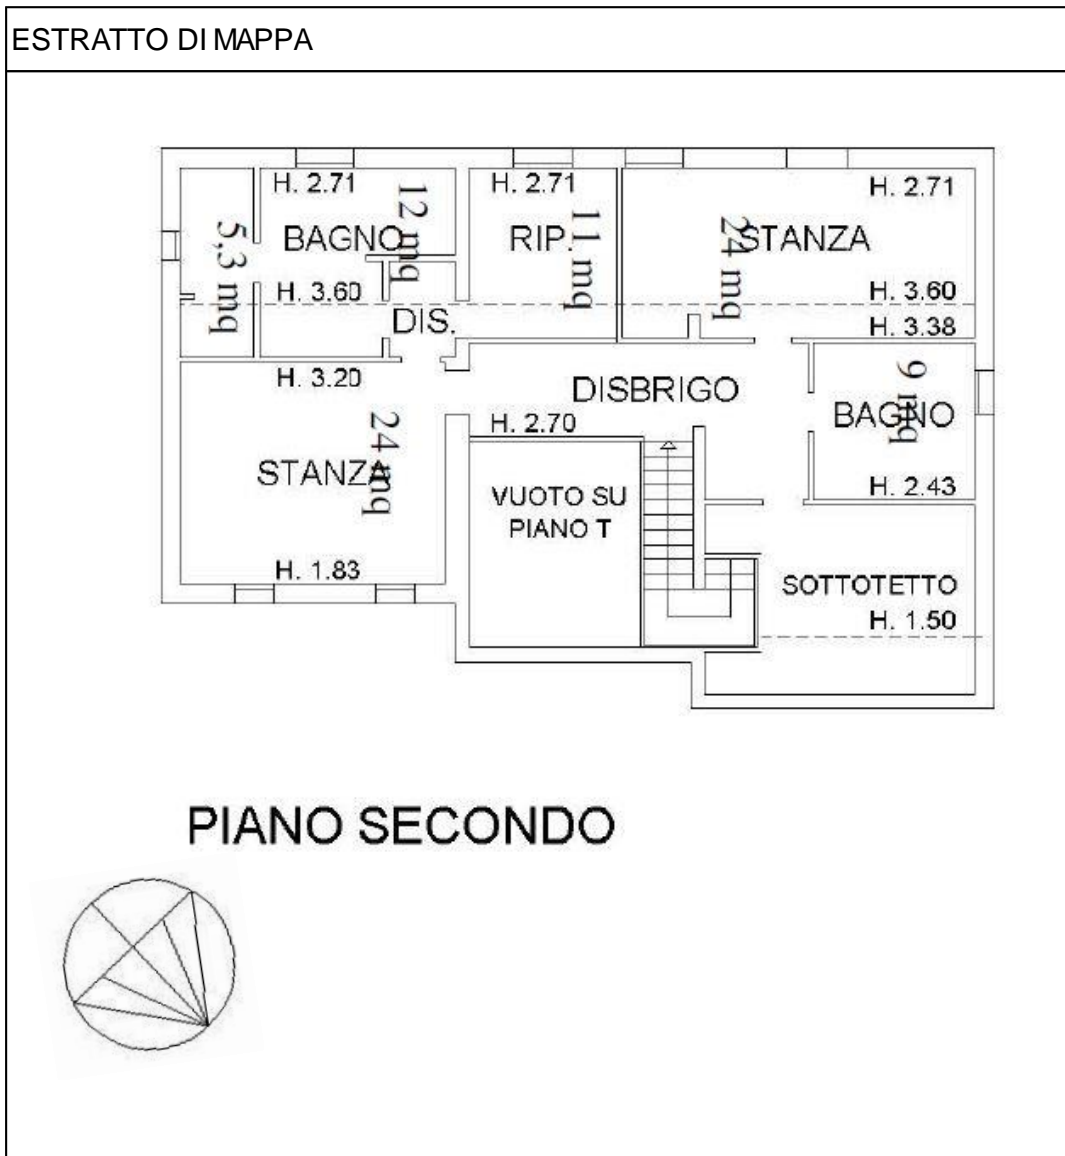 ESTRATTO DI MAPPA
H. 2.71
12 mq
H. 2.71
H. 2.71
5,3 mq
BAGNO
RIP.
11 mq
24 mq
STANZA
H. 3.60
H. 3.60
DIS.
H. 3.38
H. 3.20
DISBRIGO
9 mq
BAGNO
24 mq
H. 2.70
STANZA
H. 2.43
VUOTO SU
PIANO T
H. 1.83
SOTTOTETTO
H. 1.50
PIANO SECONDO